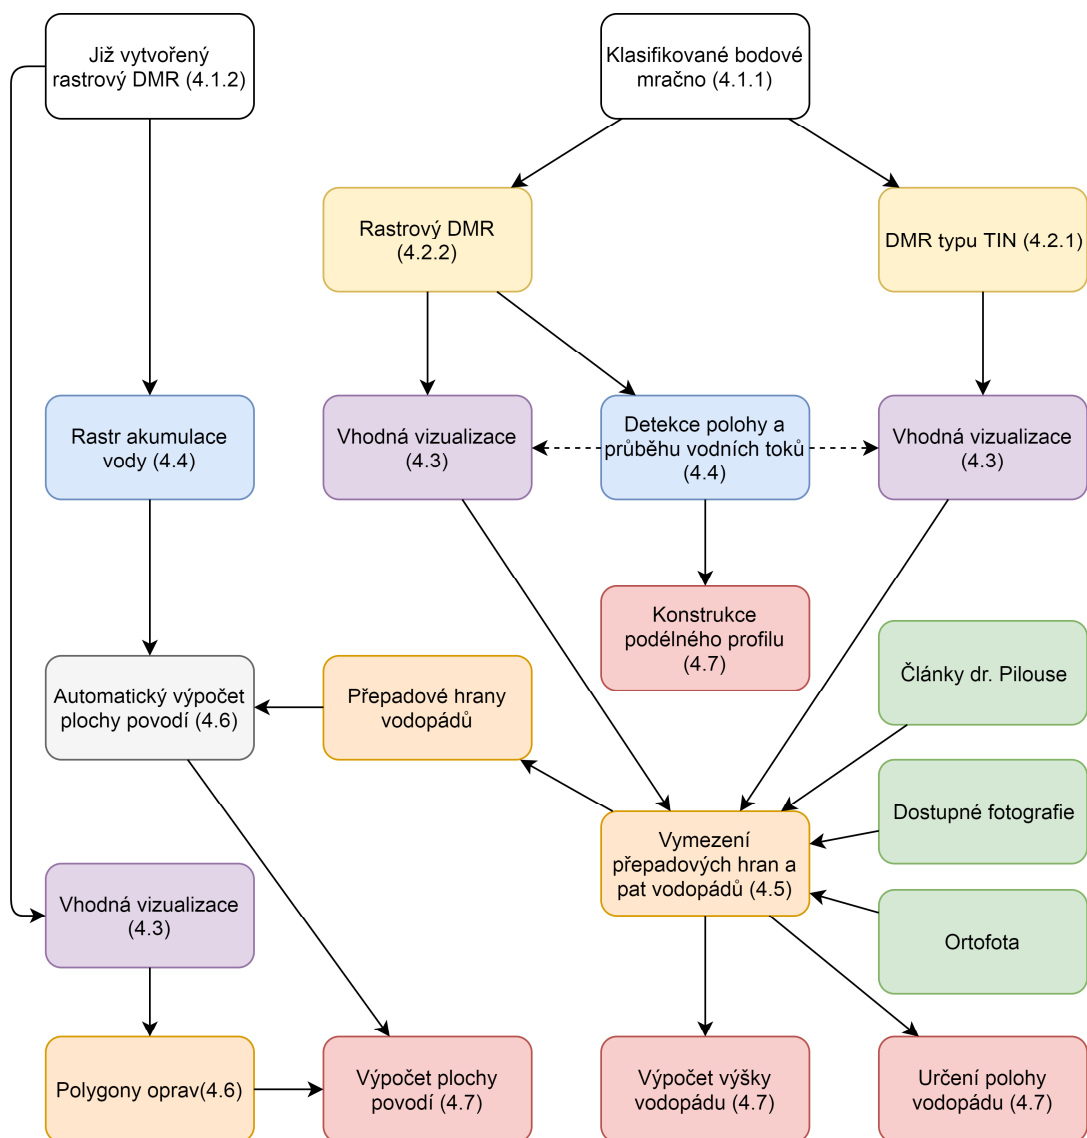 Již vytvořený
rastrový DMR (4.1.2)
Klasifikované bodové
mračno (4.1.1)
Rastrový DMR
(4.2.2)
DMR typu TIN (4.2.1)
Rastr akumulace
vody (4.4)
Vhodná vizualizace
(4.3)
Detekce polohy a
průběhu vodních toků
(4.4)
Vhodná vizualizace
(4.3)
Konstrukce
podélného profilu
(4.7)
Články dr. Pilouse
Automatický výpočet
plochy povodí (4.6)
Přepadové hrany
vodopádů
Dostupné fotografie
Vymezení
přepadových hran a
pat vodopádů (4.5)
Vhodná vizualizace
(4.3)
Ortofota
Polygony oprav(4.6)
Výpočet plochy
povodí (4.7)
Výpočet výšky
vodopádu (4.7)
Určení polohy
vodopádu (4.7)